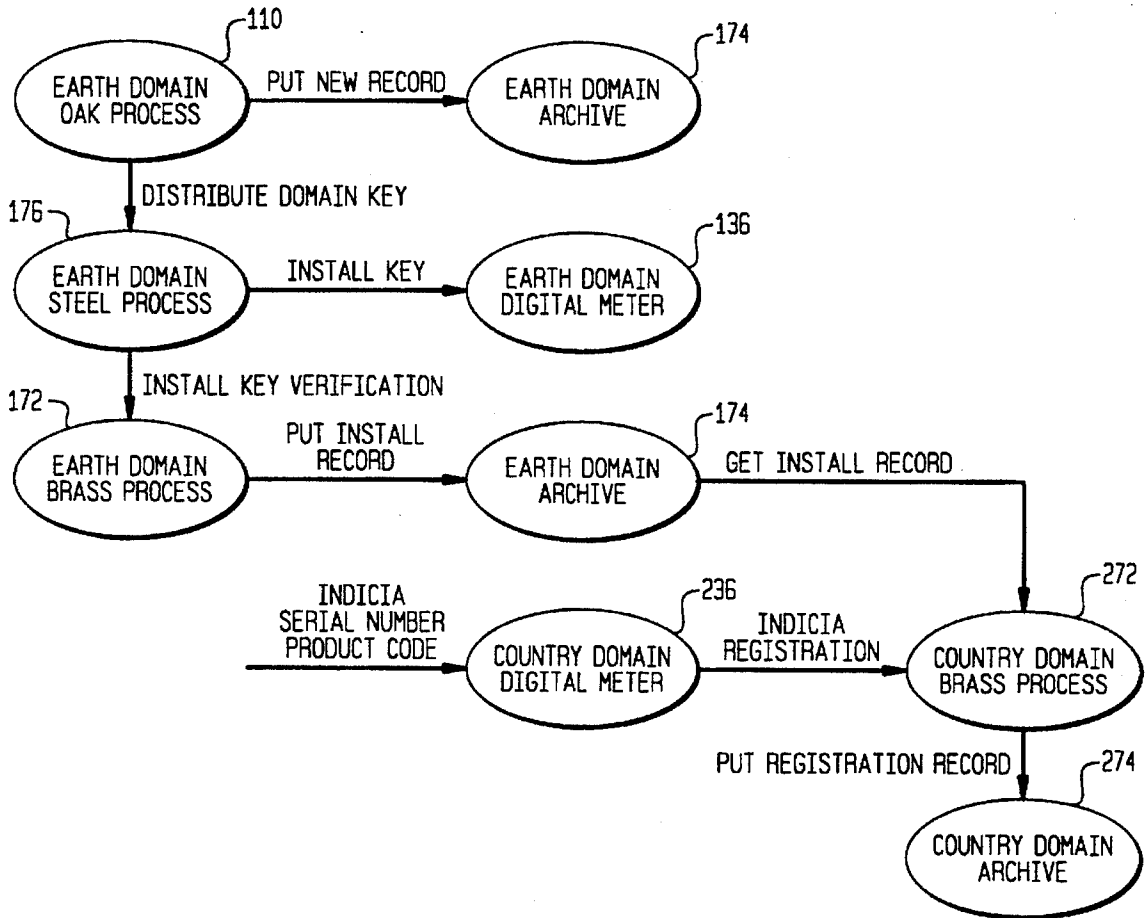 110
174
EARTH DOMAIN
OAK PROCESS
PUT NEW RECORD
EARTH DOMAIN
ARCHIVE
DISTRIBUTE DOMAIN KEY
176
136
EARTH DOMAIN
STEEL PROCESS
INSTALL KEY
EARTH DOMAIN
DIGITAL METER
INSTALL KEY VERIFICATION
172
174
EARTH DOMAIN
BRASS PROCESS
PUT INSTALL
RECORD
EARTH DOMAIN
ARCHIVE
GET INSTALL RECORD
INDICIA
SERIAL NUMBER
PRODUCT CODE
236
COUNTRY DOMAIN
DIGITAL METER
INDICIA
REGISTRATION
272
COUNTRY DOMAIN
BRASS PROCESS
PUT REGISTRATION RECORD
274
COUNTRY DOMAIN
ARCHIVE